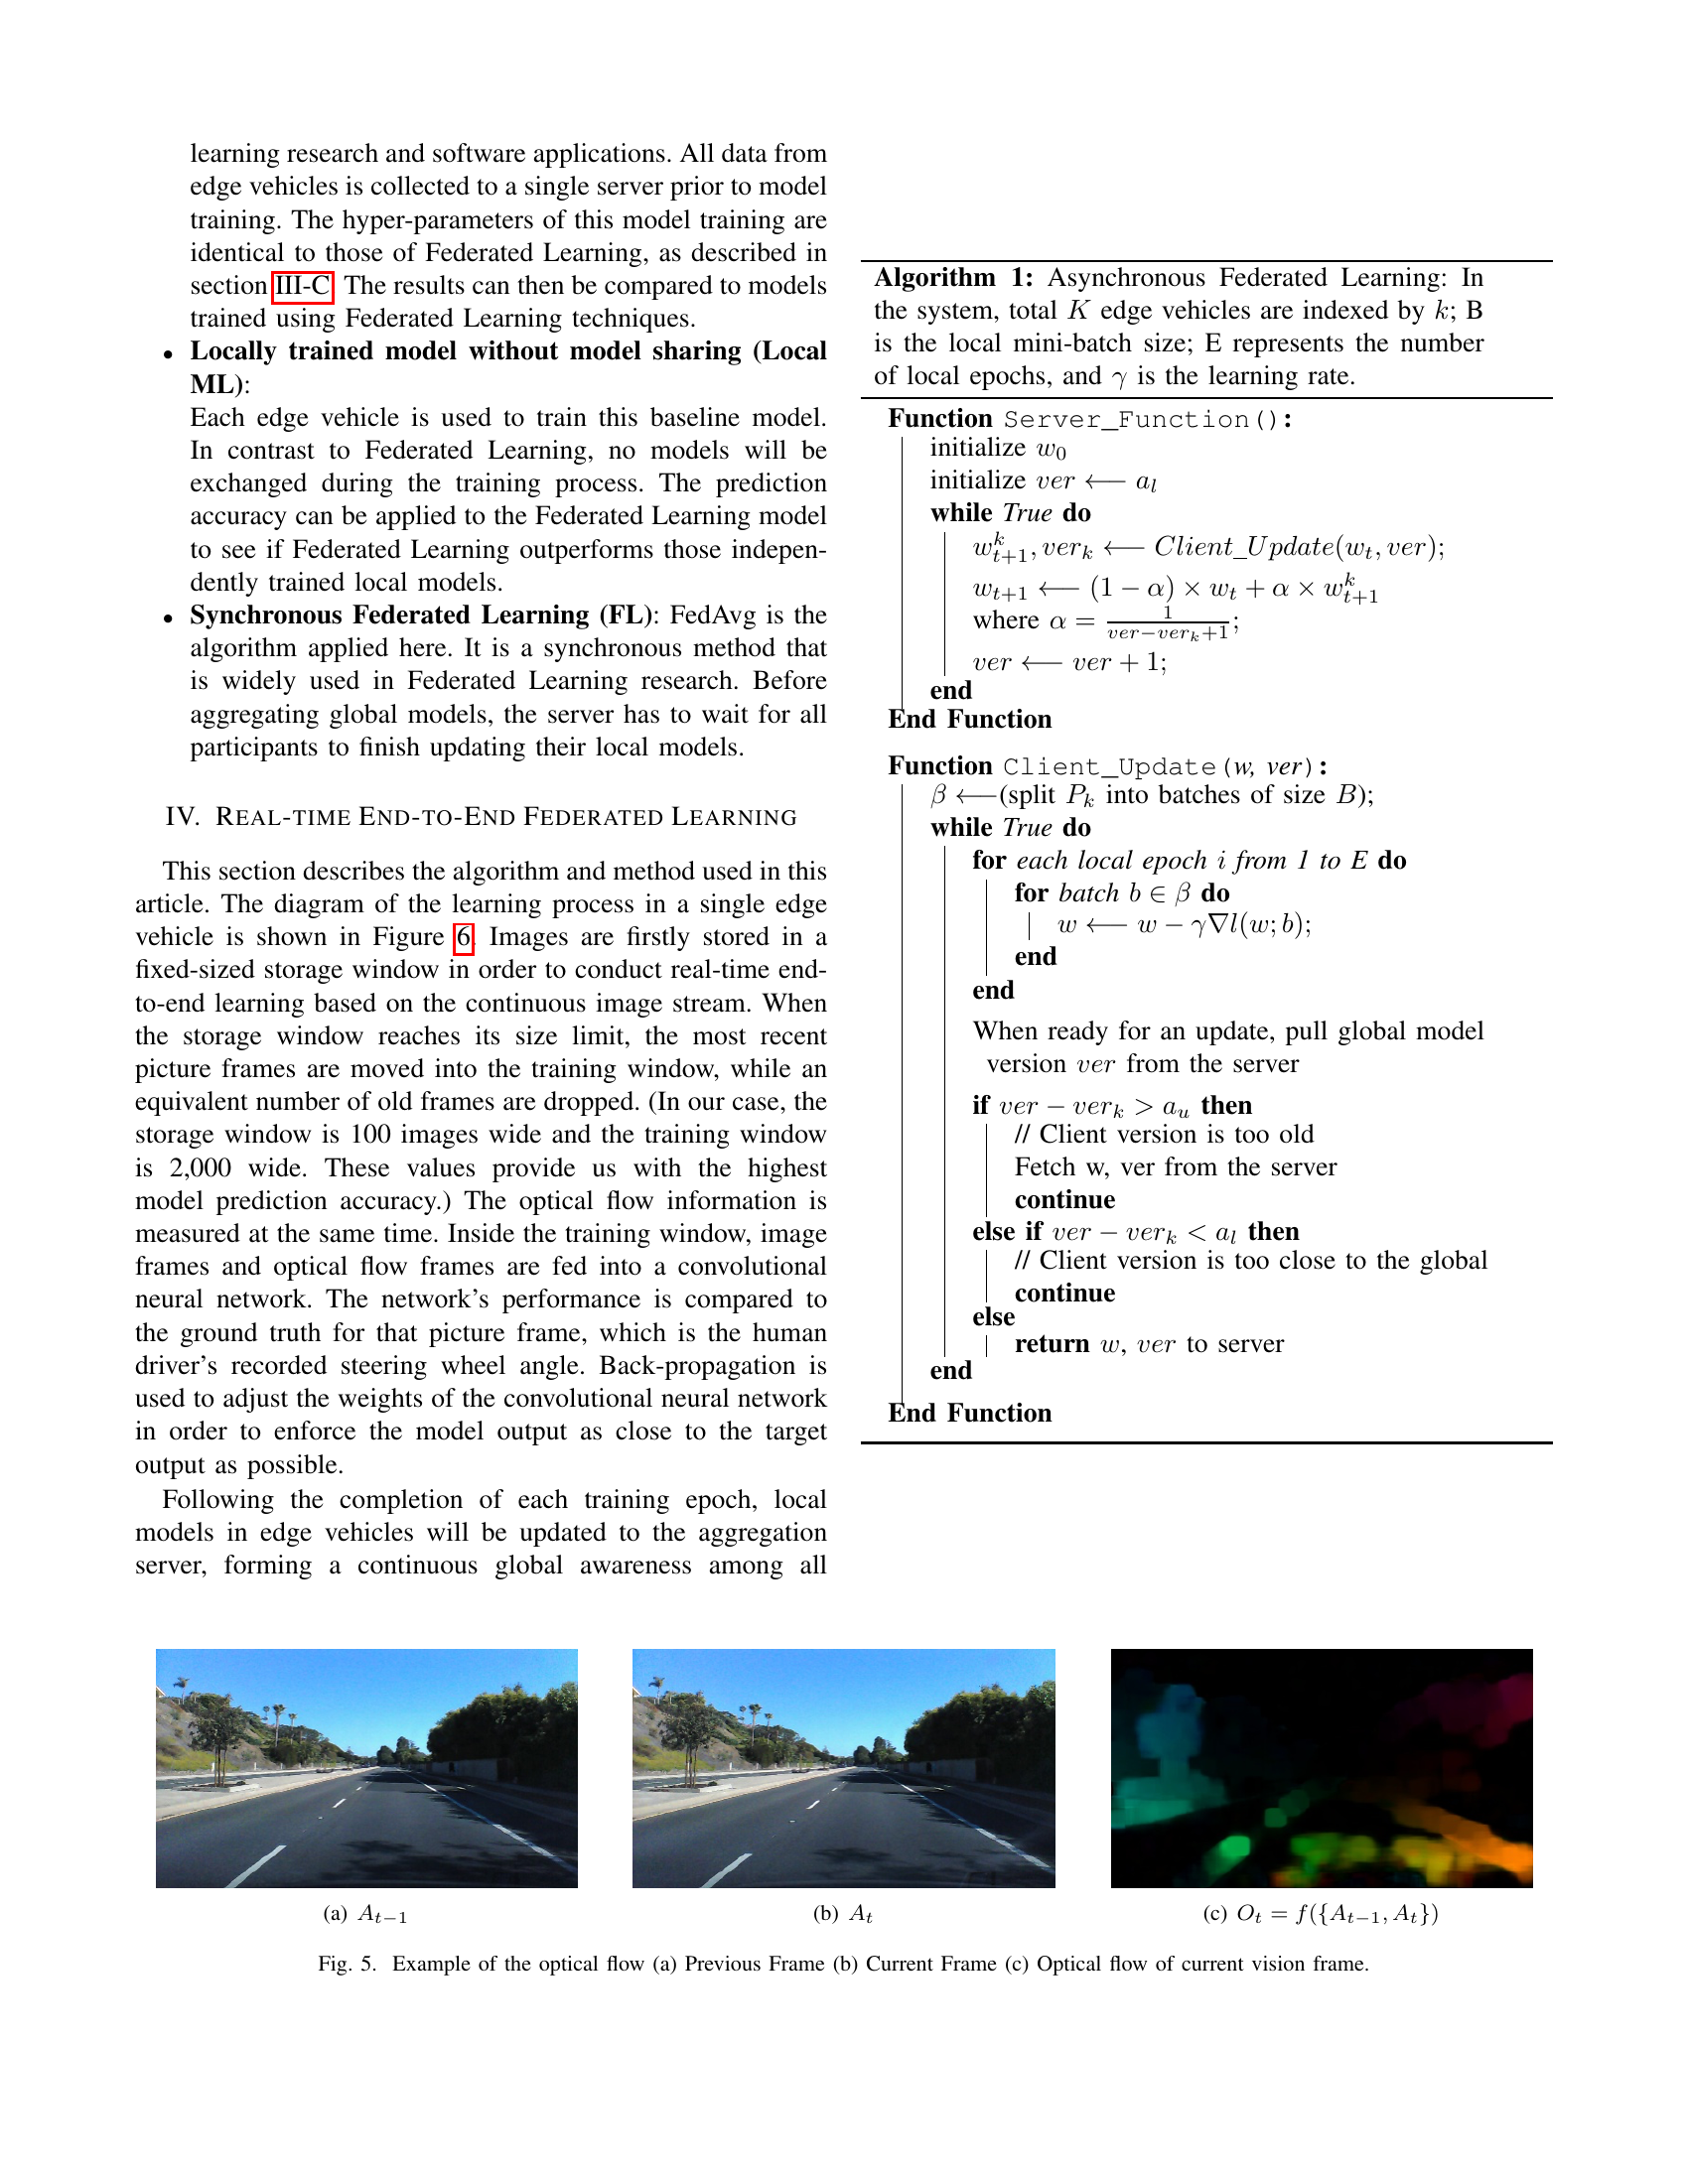 learning research and software applications. All data from
edge vehicles is collected to a single server prior to model
training. The hyper-parameters of this model training are
identical to those of Federated Learning, as described in
section III-C. The results can then be compared to models
trained using Federated Learning techniques.
• Locally trained model without model sharing (Local
ML):
Each edge vehicle is used to train this baseline model.
In contrast to Federated Learning, no models will be
exchanged during the training process. The prediction
accuracy can be applied to the Federated Learning model
to see if Federated Learning outperforms those indepen-
dently trained local models.
• Synchronous Federated Learning (FL): FedAvg is the
algorithm applied here. It is a synchronous method that
is widely used in Federated Learning research. Before
aggregating global models, the server has to wait for all
participants to finish updating their local models.
IV. REAL-TIME END-TO-END FEDERATED LEARNING
This section describes the algorithm and method used in this
article. The diagram of the learning process in a single edge
vehicle is shown in Figure 6. Images are firstly stored in a
fixed-sized storage window in order to conduct real-time end-
to-end learning based on the continuous image stream. When
the storage window reaches its size limit, the most recent
picture frames are moved into the training window, while an
equivalent number of old frames are dropped. (In our case, the
storage window is 100 images wide and the training window
is 2,000 wide. These values provide us with the highest
model prediction accuracy.) The optical flow information is
measured at the same time. Inside the training window, image
frames and optical flow frames are fed into a convolutional
neural network. The network's performance is compared to
the ground truth for that picture frame, which is the human
driver's recorded steering wheel angle. Back-propagation is
used to adjust the weights of the convolutional neural network
in order to enforce the model output as close to the target
output as possible.
Following the completion of each training epoch, local
models in edge vehicles will be updated to the aggregation
server, forming a continuous global awareness among all
Algorithm 1: Asynchronous Federated Learning: In
the system, total K edge vehicles are indexed by k; B
is the local mini-batch size; E represents the number
of local epochs, and γ is the learning rate.
Function Server_Function():
initialize w_0
initialize ver ⟵ a_l
while True do
w^k_{t+1}, ver_k ⟵ Client_Update(w_t, ver);
w_{t+1} ⟵ (1 − α) × w_t + α × w^k_{t+1}
where α = 1/(ver−ver_k+1);
ver ⟵ ver + 1;
end
End Function
Function Client_Update(w, ver):
β ⟵(split P_k into batches of size B);
while True do
for each local epoch i from 1 to E do
for batch b ∈ β do
w ⟵ w − γ∇l(w; b);
end
end
When ready for an update, pull global model
version ver from the server
if ver − ver_k > a_u then
// Client version is too old
Fetch w, ver from the server
continue
else if ver − ver_k < a_l then
// Client version is too close to the global
continue
else
return w, ver to server
end
End Function
(a) A_{t−1}
(b) A_t
(c) O_t = f({A_{t−1}, A_t})
Fig. 5. Example of the optical flow (a) Previous Frame (b) Current Frame (c) Optical flow of current vision frame.